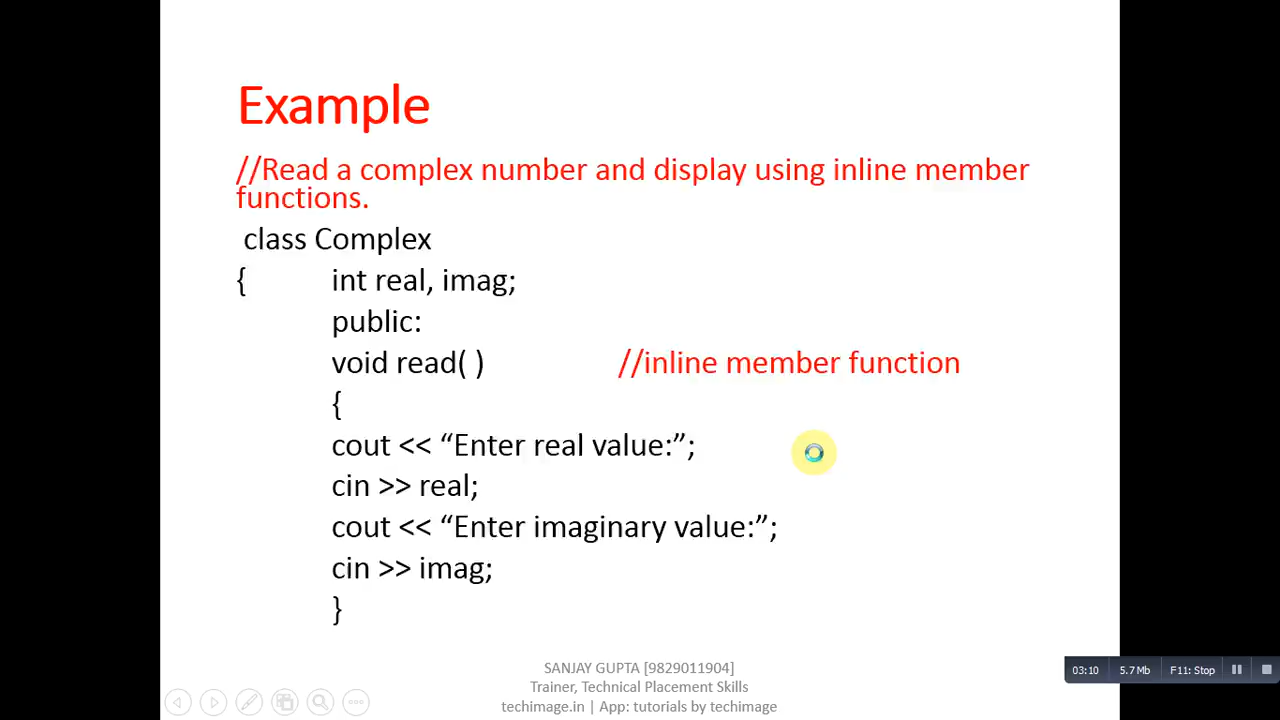 Example
//Read a complex number and display using inline member
functions.
class Complex
{ int real, imag;
public:
void read( ) //inline member function
{
cout << “Enter real value:”;
cin >> real;
cout << “Enter imaginary value:”;
cin >> imag;
}
SANJAY GUPTA [9829011904]
Trainer, Technical Placement Skills
techimage.in | App: tutorials by techimage
03:10 5.7 Mb F11: Stop